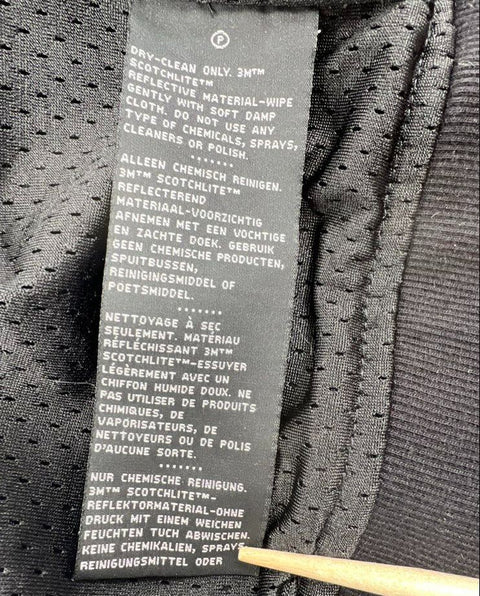 P
DRY-CLEAN ONLY. 3M™
SCOTCHLITE™
REFLECTIVE MATERIAL-WIPE
GENTLY WITH SOFT DAMP
CLOTH. DO NOT USE ANY
TYPE OF CHEMICALS, SPRAYS,
CLEANERS OR POLISH.
ALLEEN CHEMISCH REINIGEN.
3M™ SCOTCHLITE™
REFLECTEREND
MATERIAAL-VOORZICHTIG
AFNEMEN MET EEN VOCHTIGE
EN ZACHTE DOEK. GEBRUIK
GEEN CHEMISCHE PRODUCTEN,
SPUITBUSSEN,
REINIGINGSMIDDEL OF
POETSMIDDEL.
NETTOYAGE À SEC
SEULEMENT. MATÉRIAU
RÉFLÉCHISSANT 3M™
SCOTCHLITE™-ESSUYER
LÉGÈREMENT AVEC UN
CHIFFON HUMIDE DOUX. NE
PAS UTILISER DE PRODUITS
CHIMIQUES, DE
VAPORISATEURS, DE
NETTOYEURS OU DE POLIS
D'AUCUNE SORTE.
NUR CHEMISCHE REINIGUNG.
3M™ SCOTCHLITE™-
REFLEKTORMATERIAL-OHNE
DRUCK MIT EINEM WEICHEN
FEUCHTEN TUCH ABWISCHEN.
KEINE CHEMIKALIEN, SPRAYS,
REINIGUNGSMITTEL ODER